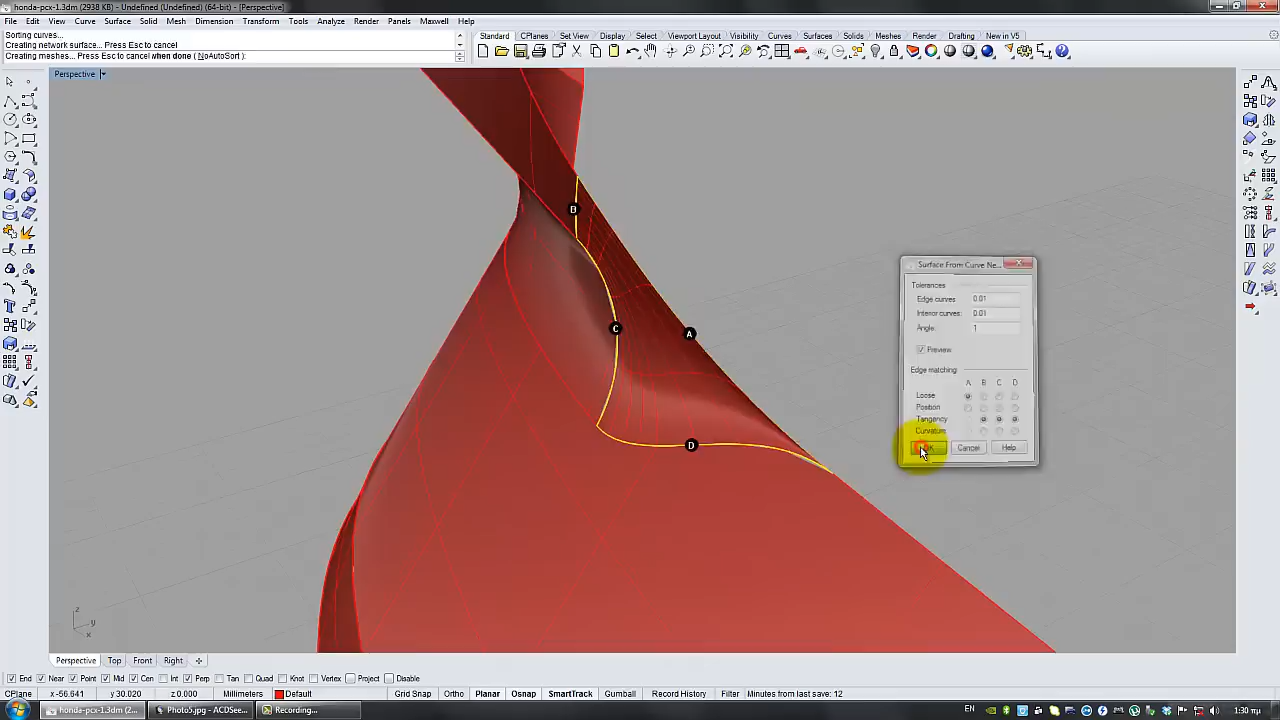 honda-pcx-1.3dm (2938 KB) - Undefined (Undefined) (64-bit) - [Perspective]
File Edit View Curve Surface Solid Mesh Dimension Transform Tools Analyze Render Panels Maxwell Help
Sorting curves...
Creating network surface... Press Esc to cancel
Creating meshes... Press Esc to cancel when done ( NoAutoSort ):
Standard CPlanes Set View Display Select Viewport Layout Visibility Curves Surfaces Solids Meshes Render Drafting New in V5
Perspective
B
C
A
D
Surface From Curve Ne...
Tolerances
Edge curves 0.01
Interior curves: 0.01
Angle: 1
Preview
Edge matching
A B C D
Loose
Position
Tangency
Curvature
OK Cancel Help
z
y
x
Perspective Top Front Right
End Near Point Mid Cen Int Perp Tan Quad Knot Vertex Project Disable
CPlane x -56.641 y 30.020 z 0.000 Millimeters Default Grid Snap Ortho Planar Osnap SmartTrack Gumball Record History Filter Minutes from last save: 12
honda-pcx-1.3dm (2... Photo5.jpg - ACDSee... Recording... EN 1:30 πμ